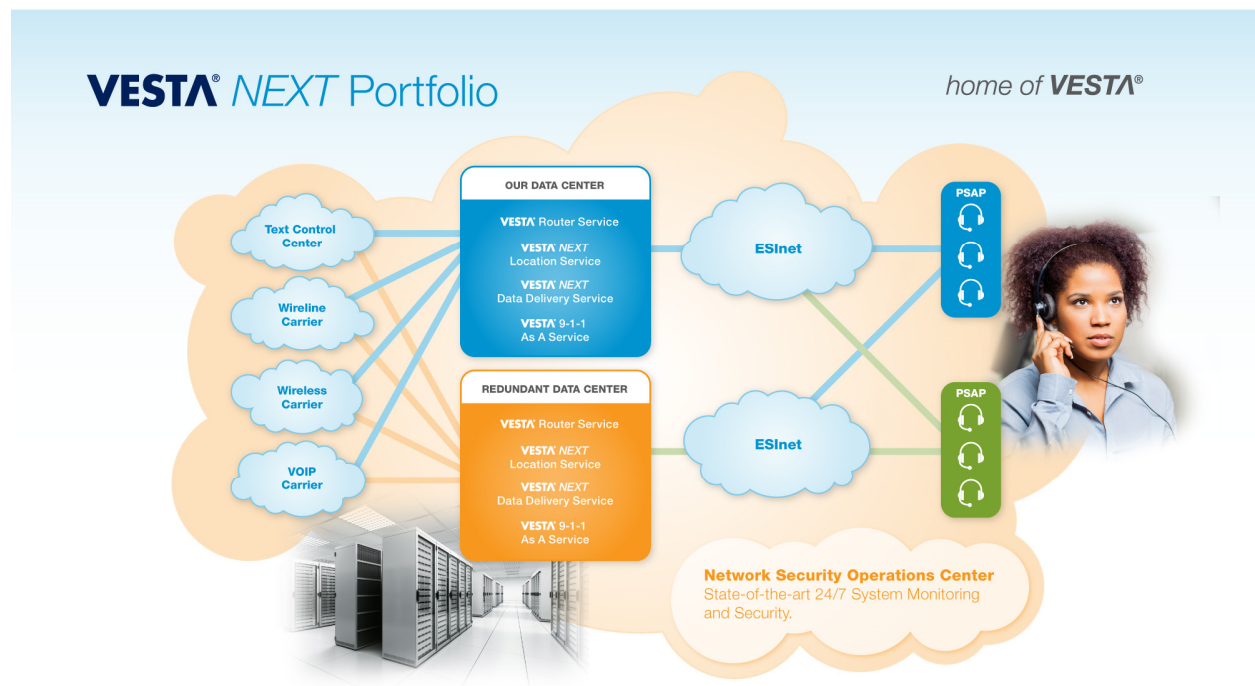 VESTA® NEXT Portfolio
home of VESTA®
Text Control
Center
Wireline
Carrier
Wireless
Carrier
VOIP
Carrier
OUR DATA CENTER
VESTA® Router Service
VESTA® NEXT
Location Service
VESTA® NEXT
Data Delivery Service
VESTA® 9-1-1
As A Service
REDUNDANT DATA CENTER
VESTA® Router Service
VESTA® NEXT
Location Service
VESTA® NEXT
Data Delivery Service
VESTA® 9-1-1
As A Service
ESInet
ESInet
PSAP
PSAP
Network Security Operations Center
State-of-the-art 24/7 System Monitoring
and Security.